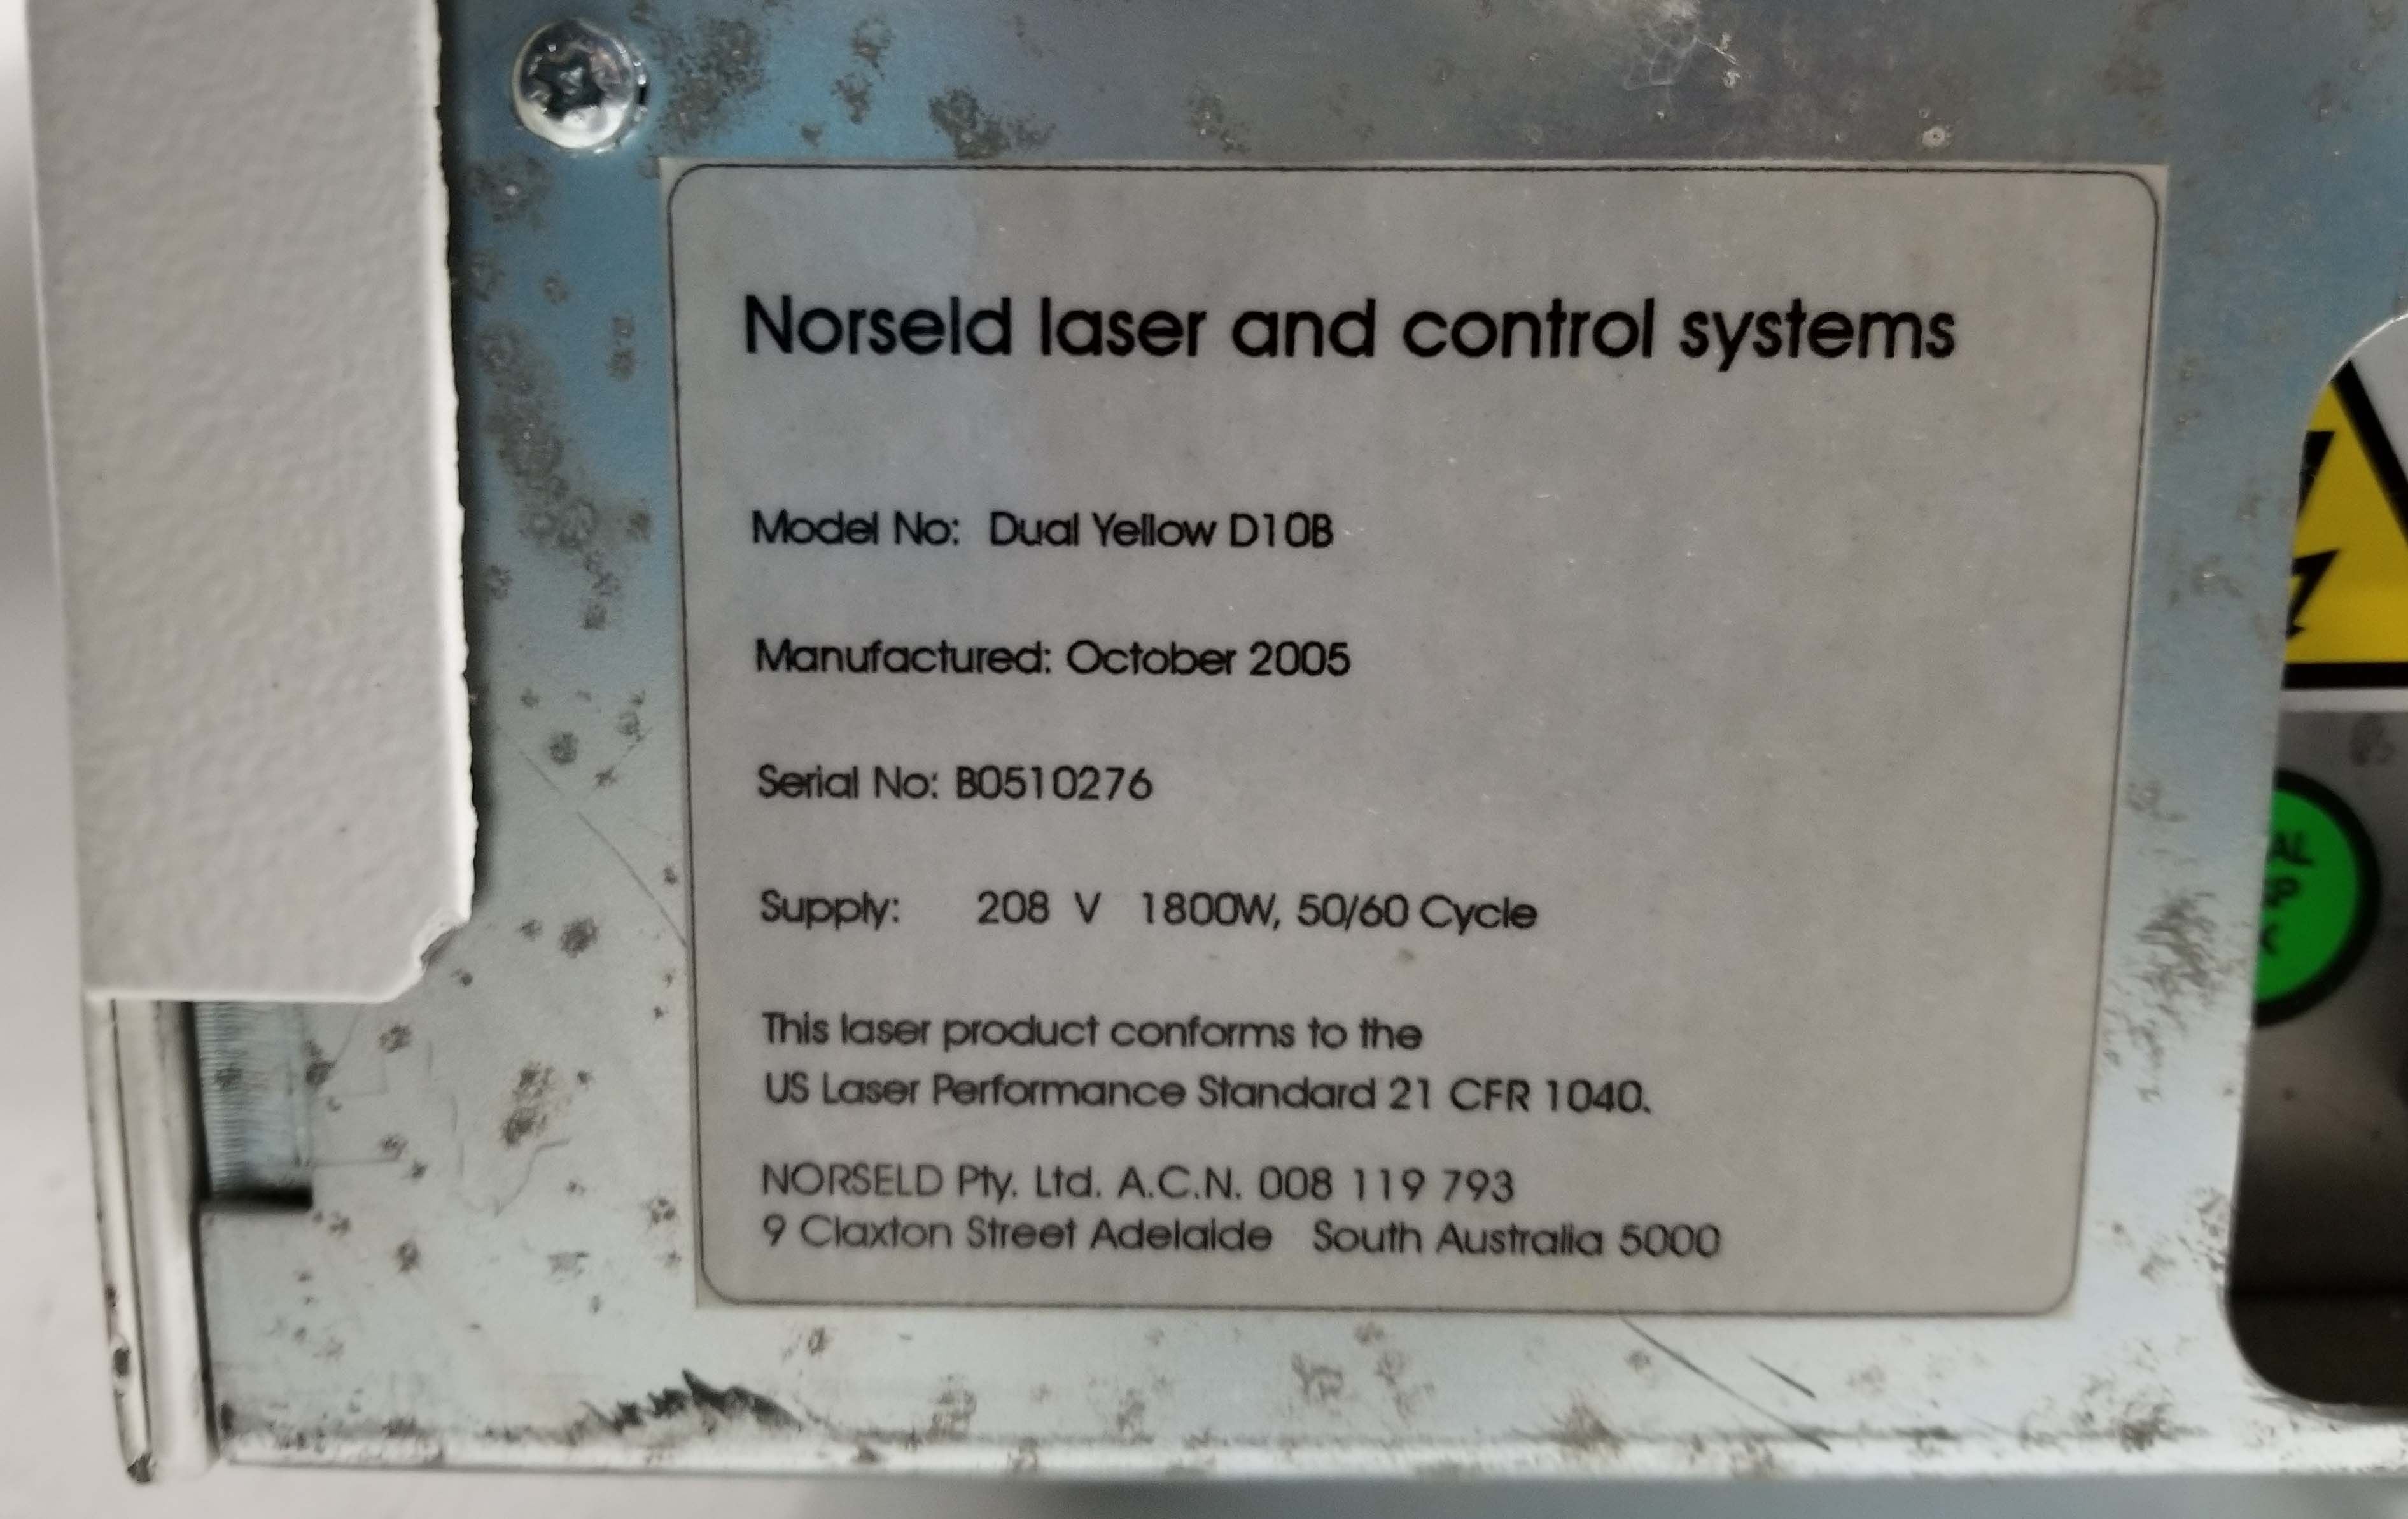 Norseld laser and control systems
Model No: Dual Yellow D10B
Manufactured: October 2005
Serial No: B0510276
Supply: 208 V 1800W, 50/60 Cycle
This laser product conforms to the
US Laser Performance Standard 21 CFR 1040.
NORSELD Pty. Ltd. A.C.N. 008 119 793
9 Claxton Street Adelaide South Australia 5000